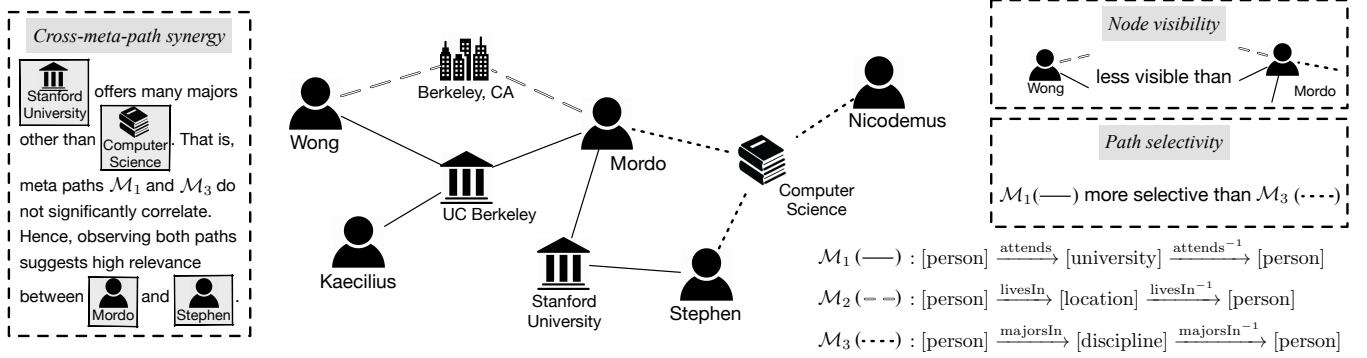 Cross-meta-path synergy
Stanford University offers many majors
other than Computer Science. That is,
meta paths M₁ and M₃ do
not significantly correlate.
Hence, observing both paths
suggests high relevance
between Mordo and Stephen.
Berkeley, CA
Wong
Mordo
Nicodemus
UC Berkeley
Computer
Science
Kaecilius
Stanford
University
Stephen
Node visibility
Wong
less visible than
Mordo
Path selectivity
M₁(——) more selective than M₃(····)
M₁(——) : [person] —attends→ [university] —attends⁻¹→ [person]
M₂(– –) : [person] —livesIn→ [location] —livesIn⁻¹→ [person]
M₃(····) : [person] —majorsIn→ [discipline] —majorsIn⁻¹→ [person]